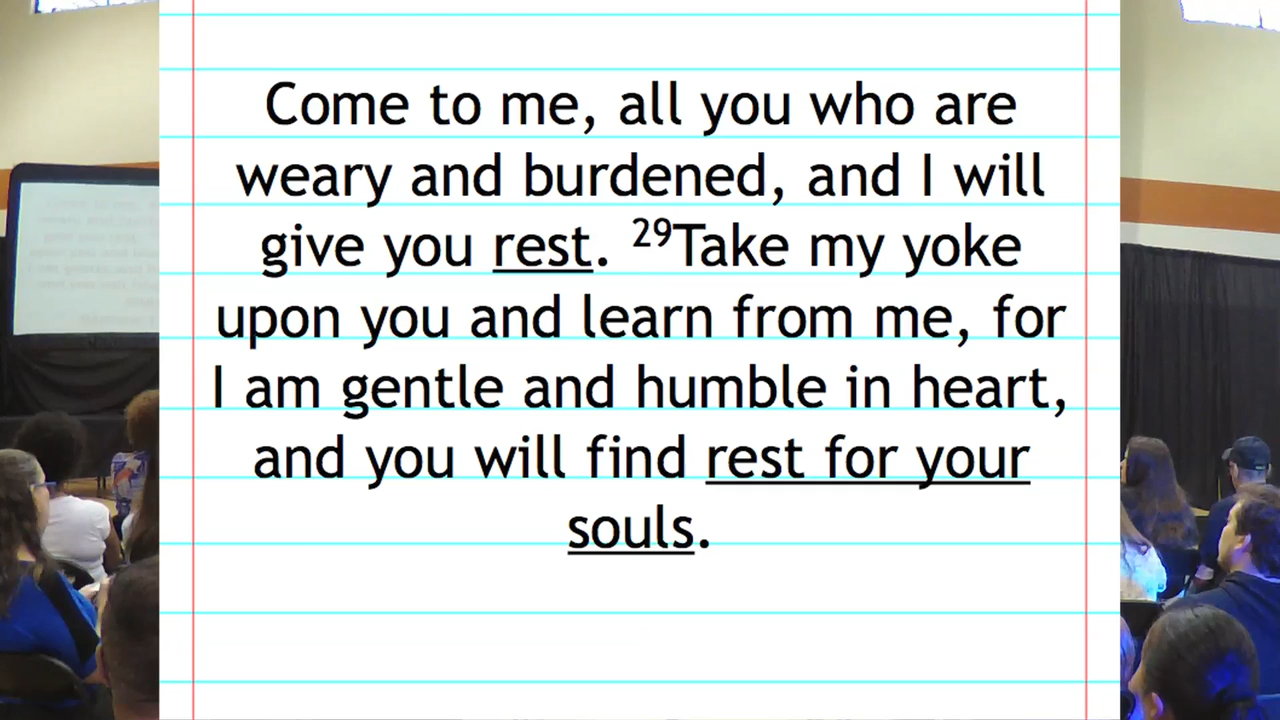 Come to me, all you who are
weary and burdened, and I will
give you rest. ²⁹Take my yoke
upon you and learn from me, for
I am gentle and humble in heart,
and you will find rest for your
souls.